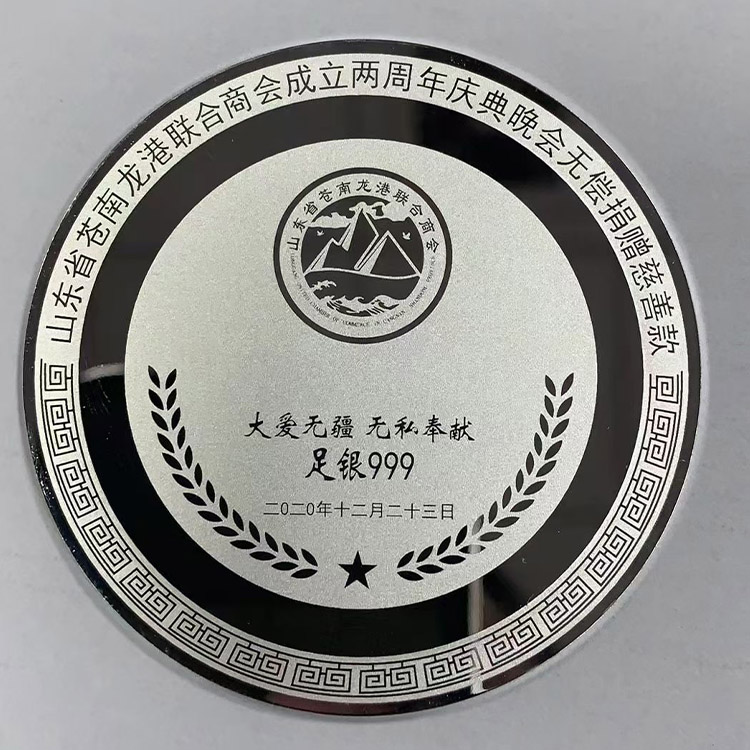 山东省苍南龙港联合商会成立两周年庆典晚会无偿捐赠慈善款
山东省苍南龙港联合商会
大爱无疆 无私奉献
足银999
二〇二〇年十二月二十三日